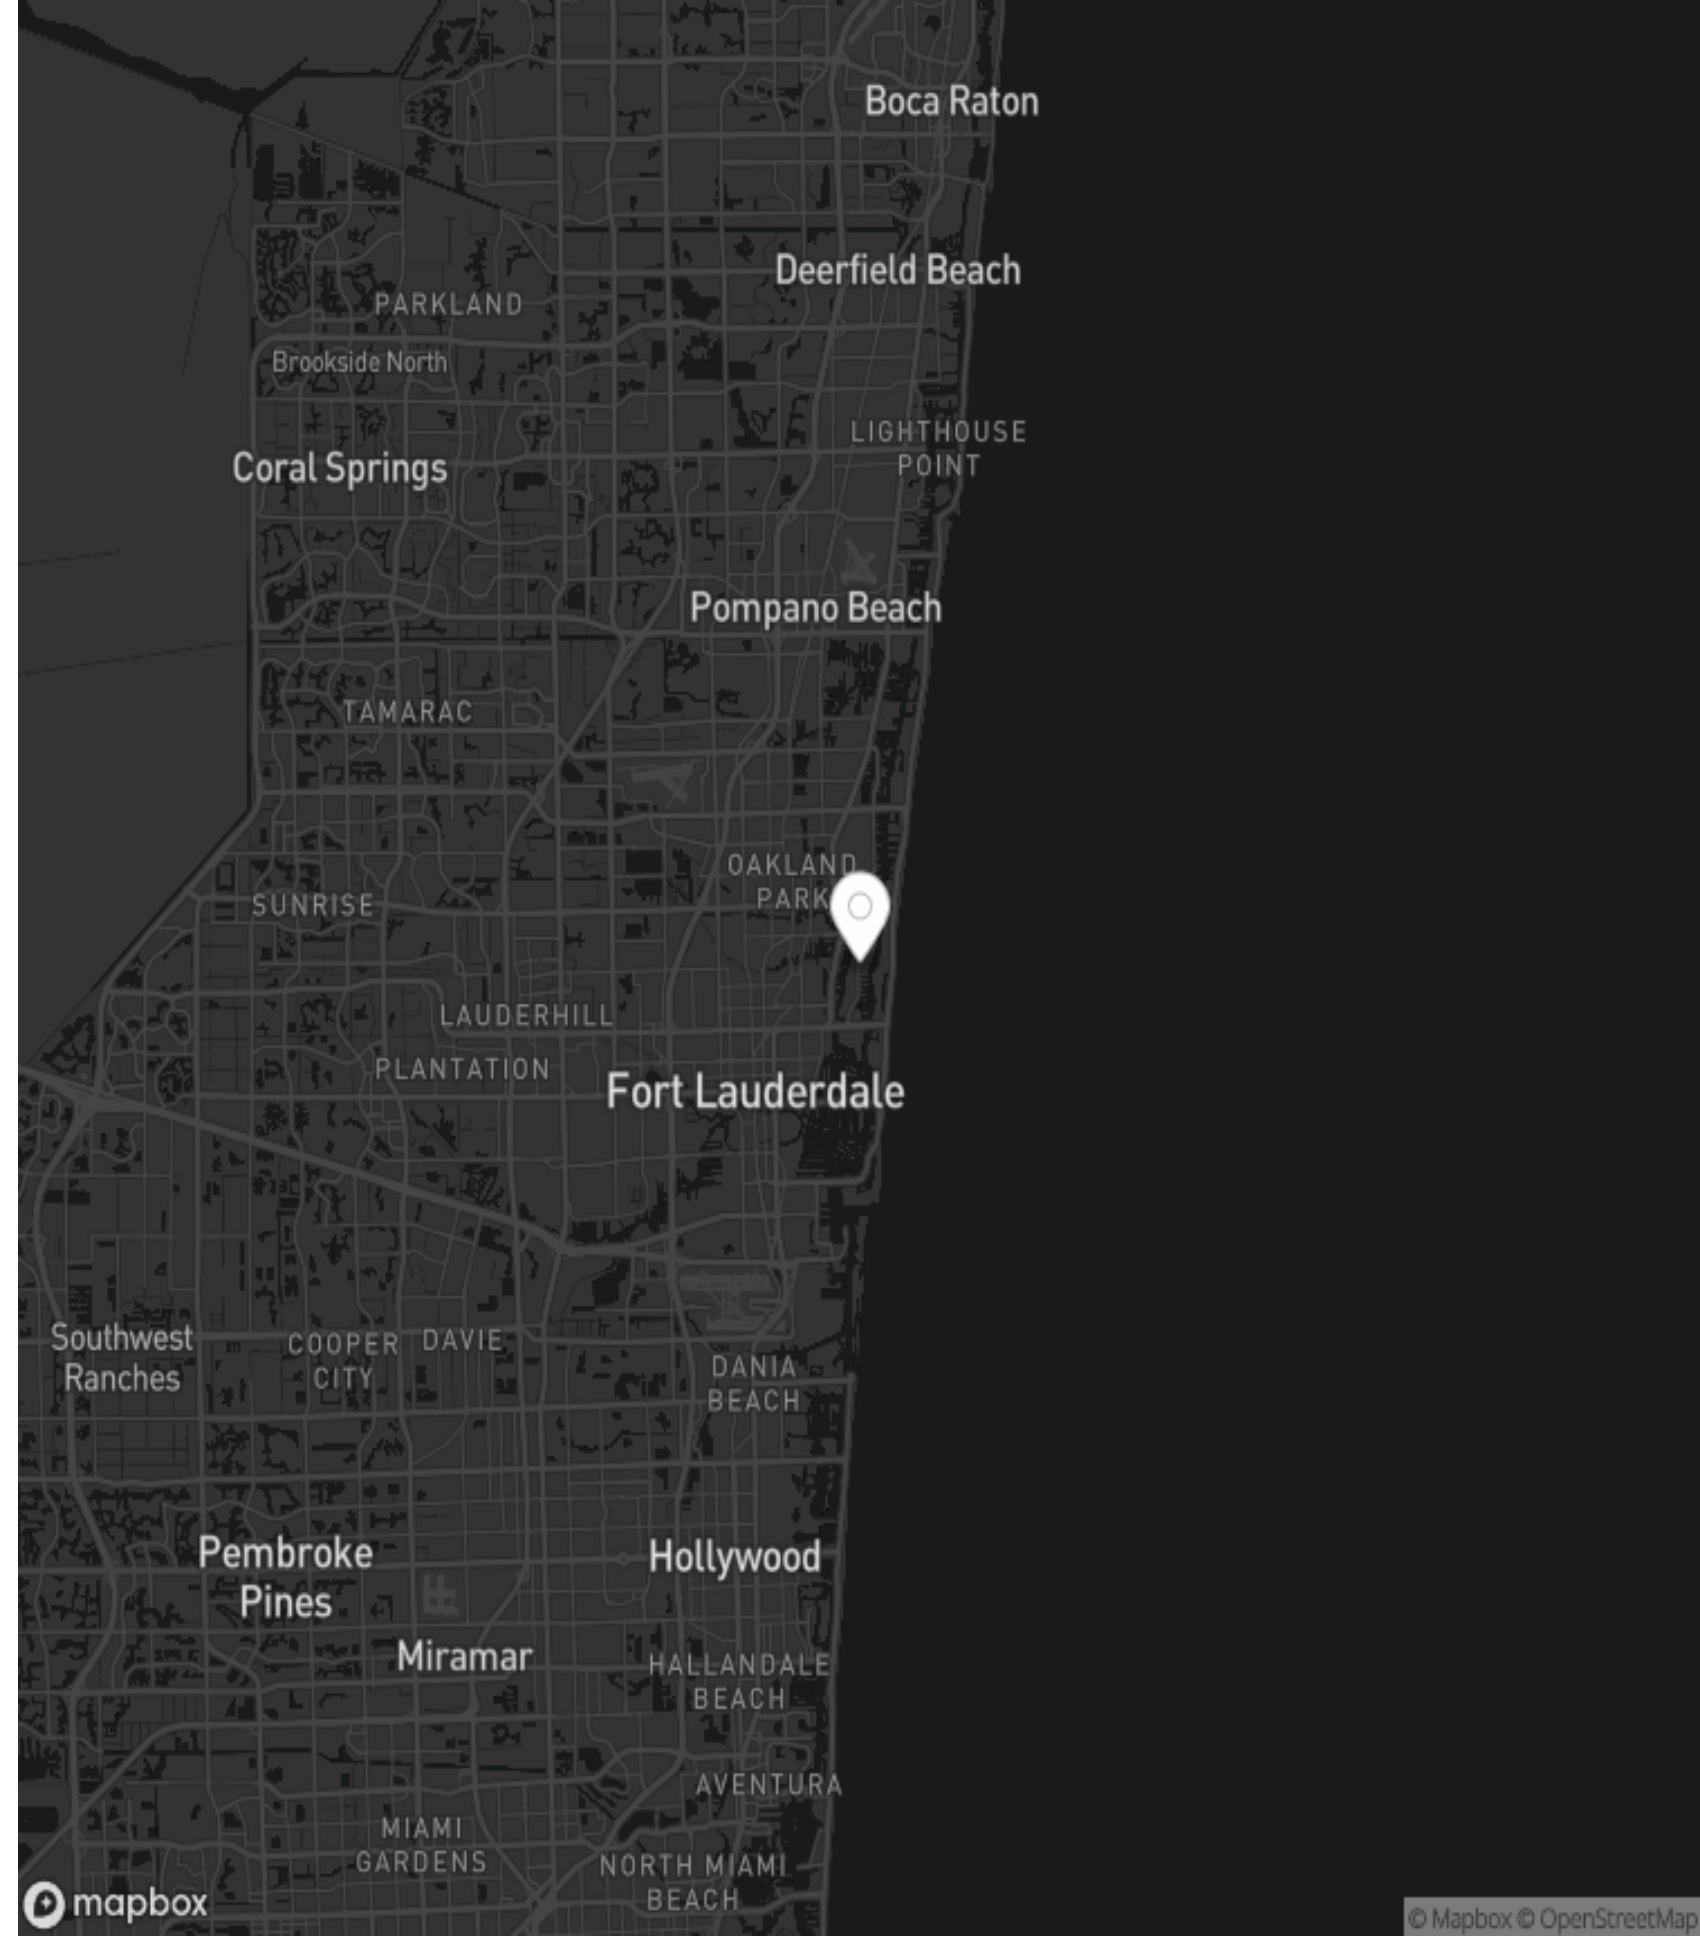 Boca Raton
Deerfield Beach
PARKLAND
Brookside North
LIGHTHOUSE
POINT
Coral Springs
Pompano Beach
TAMARAC
OAKLAND
PARK
SUNRISE
LAUDERHILL
PLANTATION
Fort Lauderdale
Southwest
Ranches
COOPER
CITY
DAVIE
DANIA
BEACH
Pembroke
Pines
Hollywood
Miramar
HALLANDALE
BEACH
AVENTURA
MIAMI
GARDENS
NORTH MIAMI
BEACH
mapbox
© Mapbox © OpenStreetMap